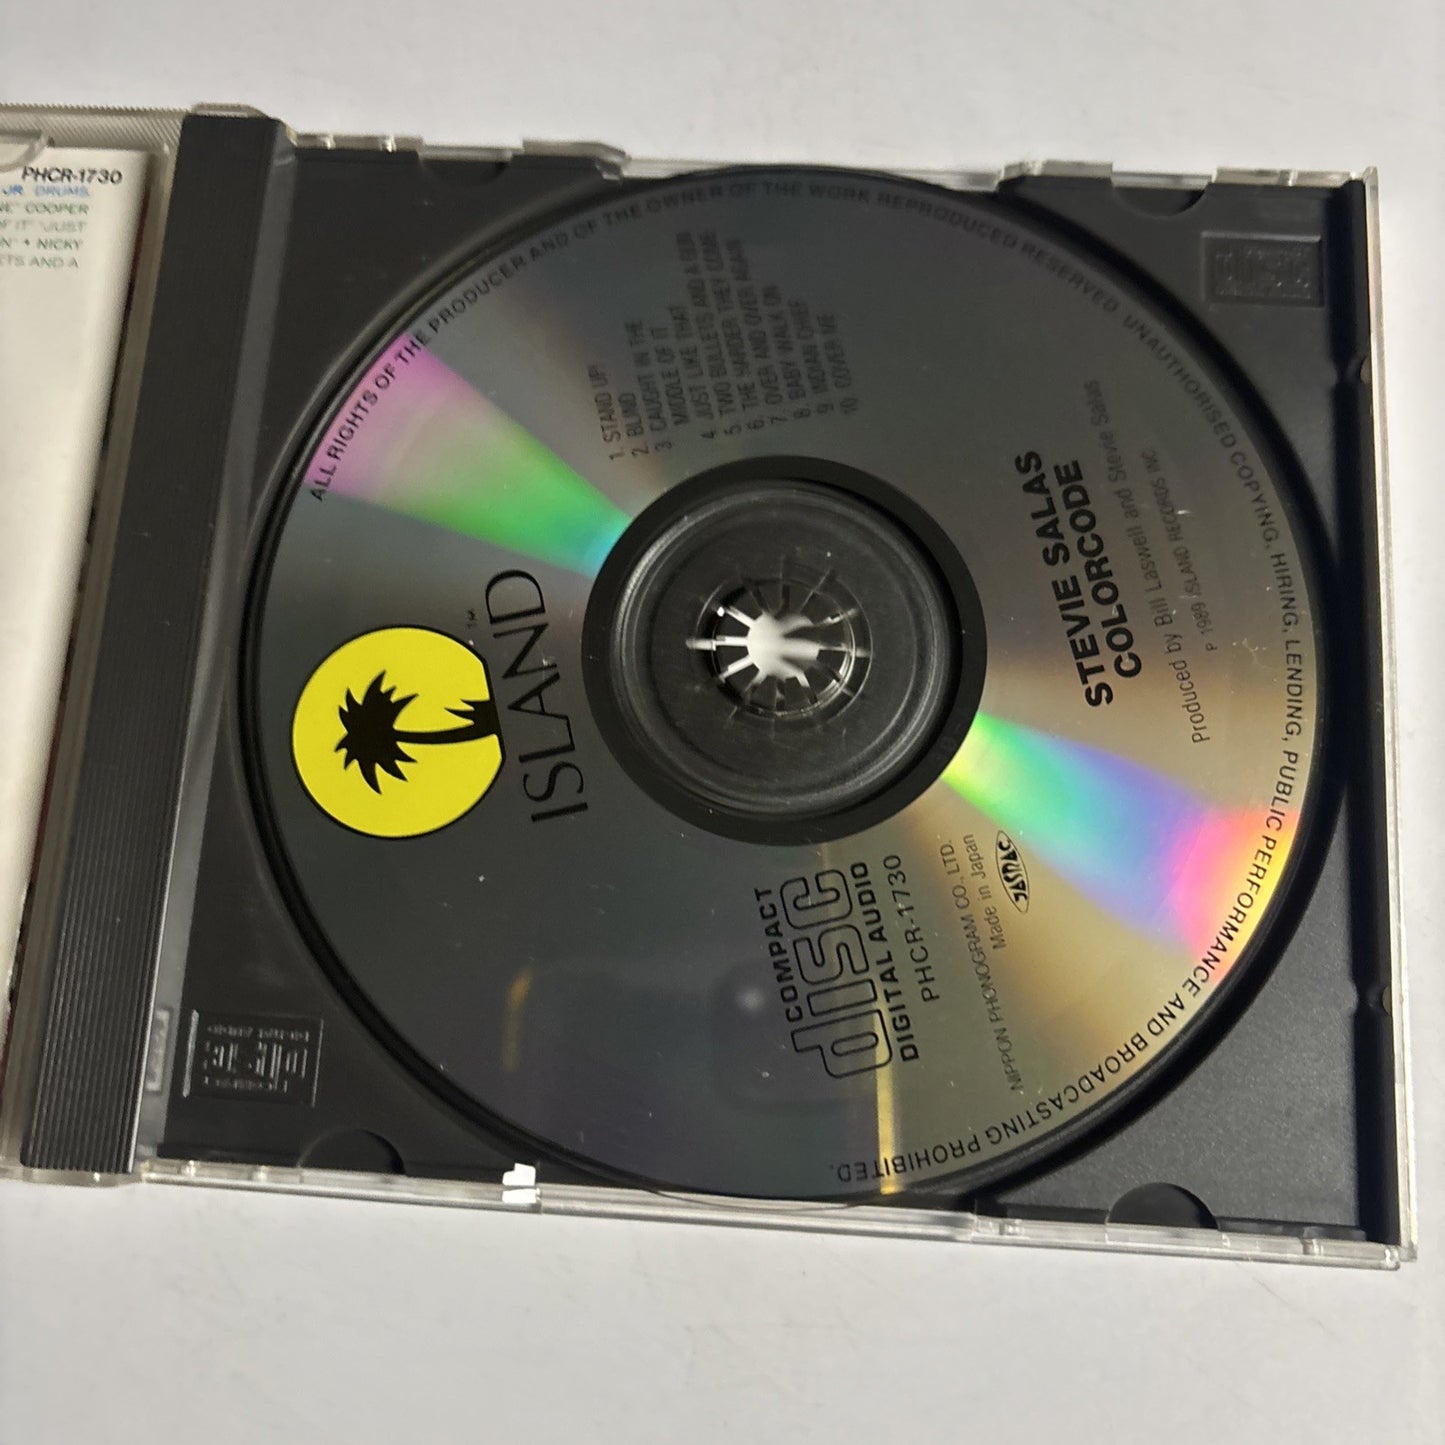 PHCR-1730
JR. DRUMS,
COOPER
OF IT" "JUST
ON" • NICKY
ETS AND A
ALL RIGHTS OF THE PRODUCER AND OF THE OWNER OF THE WORK REPRODUCED RESERVED. UNAUTHORISED COPYING, HIRING, LENDING, PUBLIC PERFORMANCE AND BROADCASTING PROHIBITED.
™
ISLAND
1. STAND UP!
2. BLIND
3. CAUGHT IN THE
MIDDLE OF IT
4. JUST LIKE THAT
5. TWO BULLETS AND A GUN
6. THE HARDER THEY COME
7. OVER AND OVER AGAIN
8. BABY WALK ON
9. INDIAN CHIEF
10. COVER ME
STEVIE SALAS
COLORCODE
Produced by Bill Laswell and Stevie Salas
P 1989 ISLAND RECORDS INC.
COMPACT
disc
DIGITAL AUDIO
PHCR-1730
NIPPON PHONOGRAM CO., LTD.
Made in Japan
JASRAC